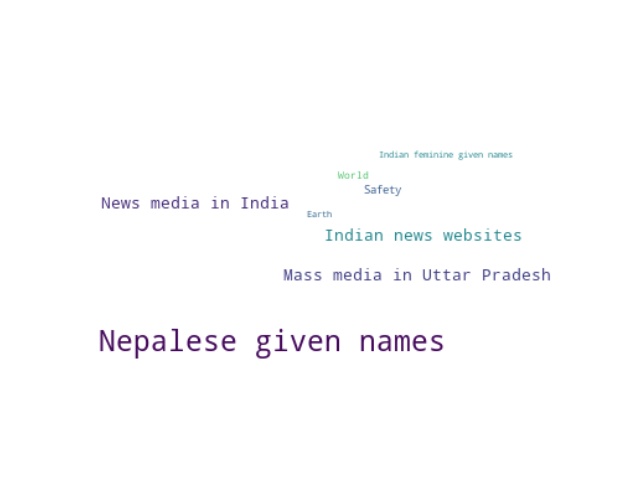 Indian feminine given names
World
Safety
News media in India
Earth
Indian news websites
Mass media in Uttar Pradesh
Nepalese given names